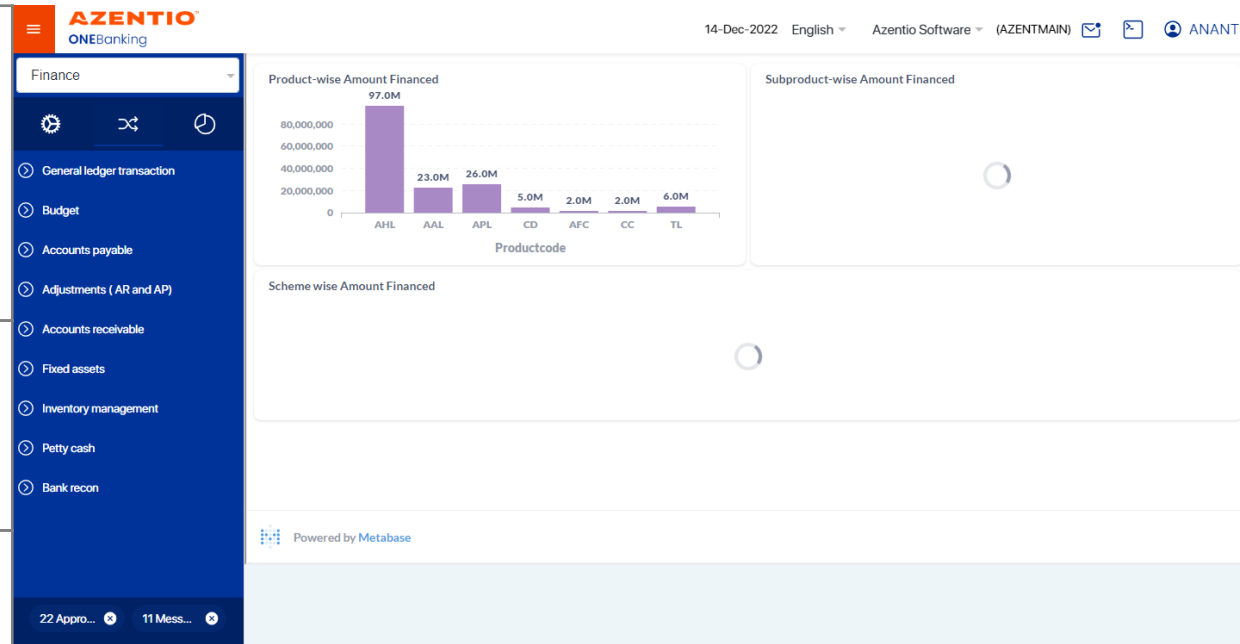 AZENTIO™
ONEBanking
14-Dec-2022 English Azentio Software (AZENTMAIN) ANANT
Finance
General ledger transaction
Budget
Accounts payable
Adjustments ( AR and AP)
Accounts receivable
Fixed assets
Inventory management
Petty cash
Bank recon
22 Appro...
11 Mess...
Product-wise Amount Financed
97.0M
80,000,000
60,000,000
40,000,000
20,000,000
0
23.0M
26.0M
5.0M
2.0M
2.0M
6.0M
AHL AAL APL CD AFC CC TL
Productcode
Subproduct-wise Amount Financed
Scheme wise Amount Financed
Powered by Metabase